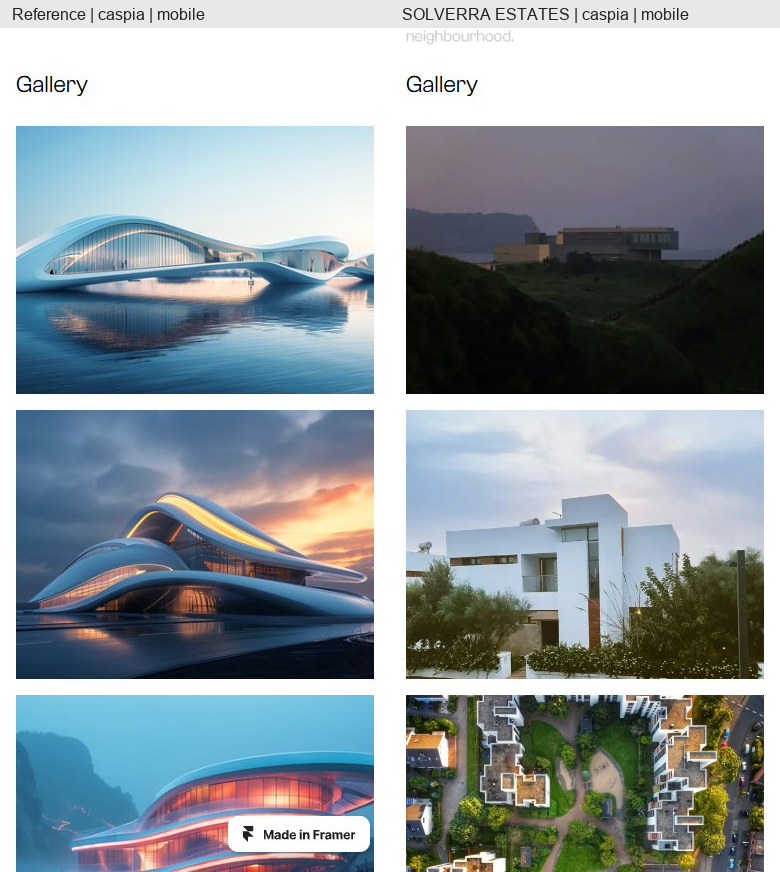 Reference | caspia | mobile
SOLVERRA ESTATES | caspia | mobile
neighbourhood.
Gallery
Gallery
Made in Framer